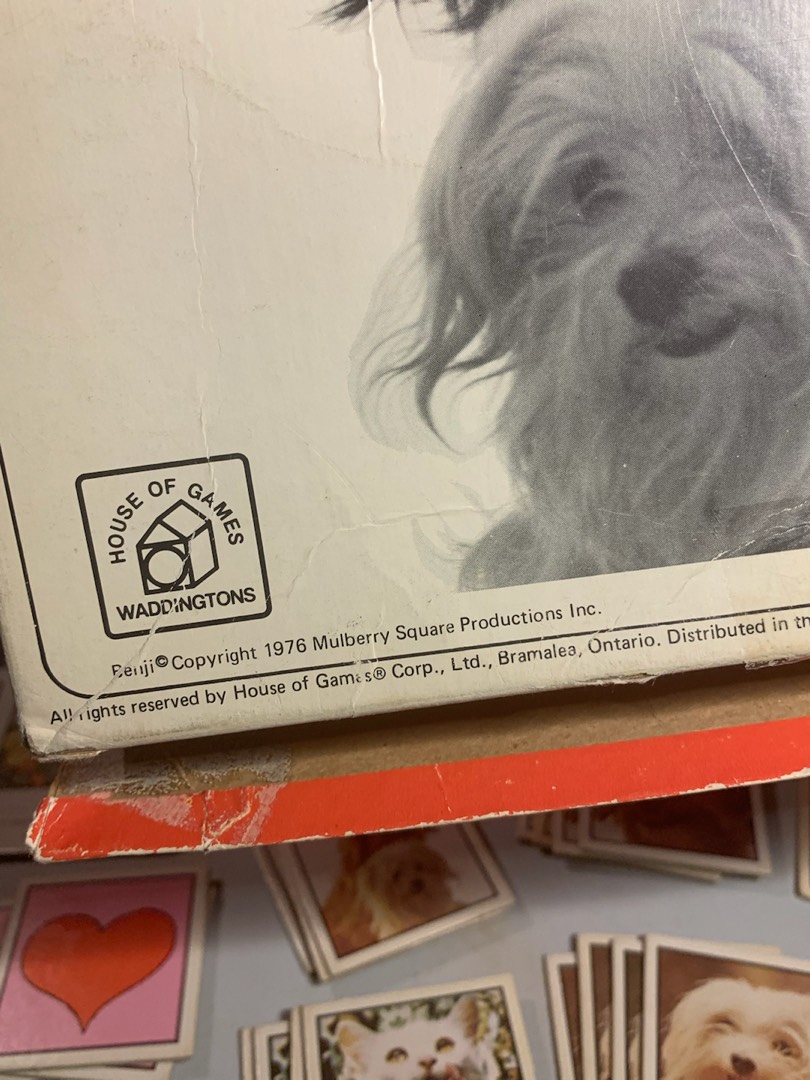 HOUSE OF GAMES
WADDINGTONS
Benji© Copyright 1976 Mulberry Square Productions Inc.
All rights reserved by House of Games® Corp., Ltd., Bramalea, Ontario. Distributed in th